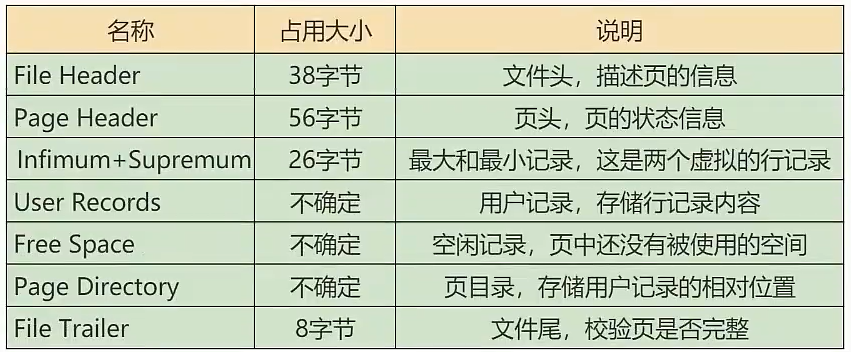 名称 占用大小 说明
File Header 38字节 文件头，描述页的信息
Page Header 56字节 页头，页的状态信息
Infimum+Supremum 26字节 最大和最小记录，这是两个虚拟的行记录
User Records 不确定 用户记录，存储行记录内容
Free Space 不确定 空闲记录，页中还没有被使用的空间
Page Directory 不确定 页目录，存储用户记录的相对位置
File Trailer 8字节 文件尾，校验页是否完整